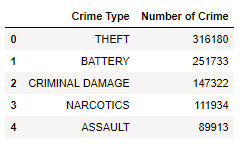 Crime Type Number of Crime
0 THEFT 316180
1 BATTERY 251733
2 CRIMINAL DAMAGE 147322
3 NARCOTICS 111934
4 ASSAULT 89913